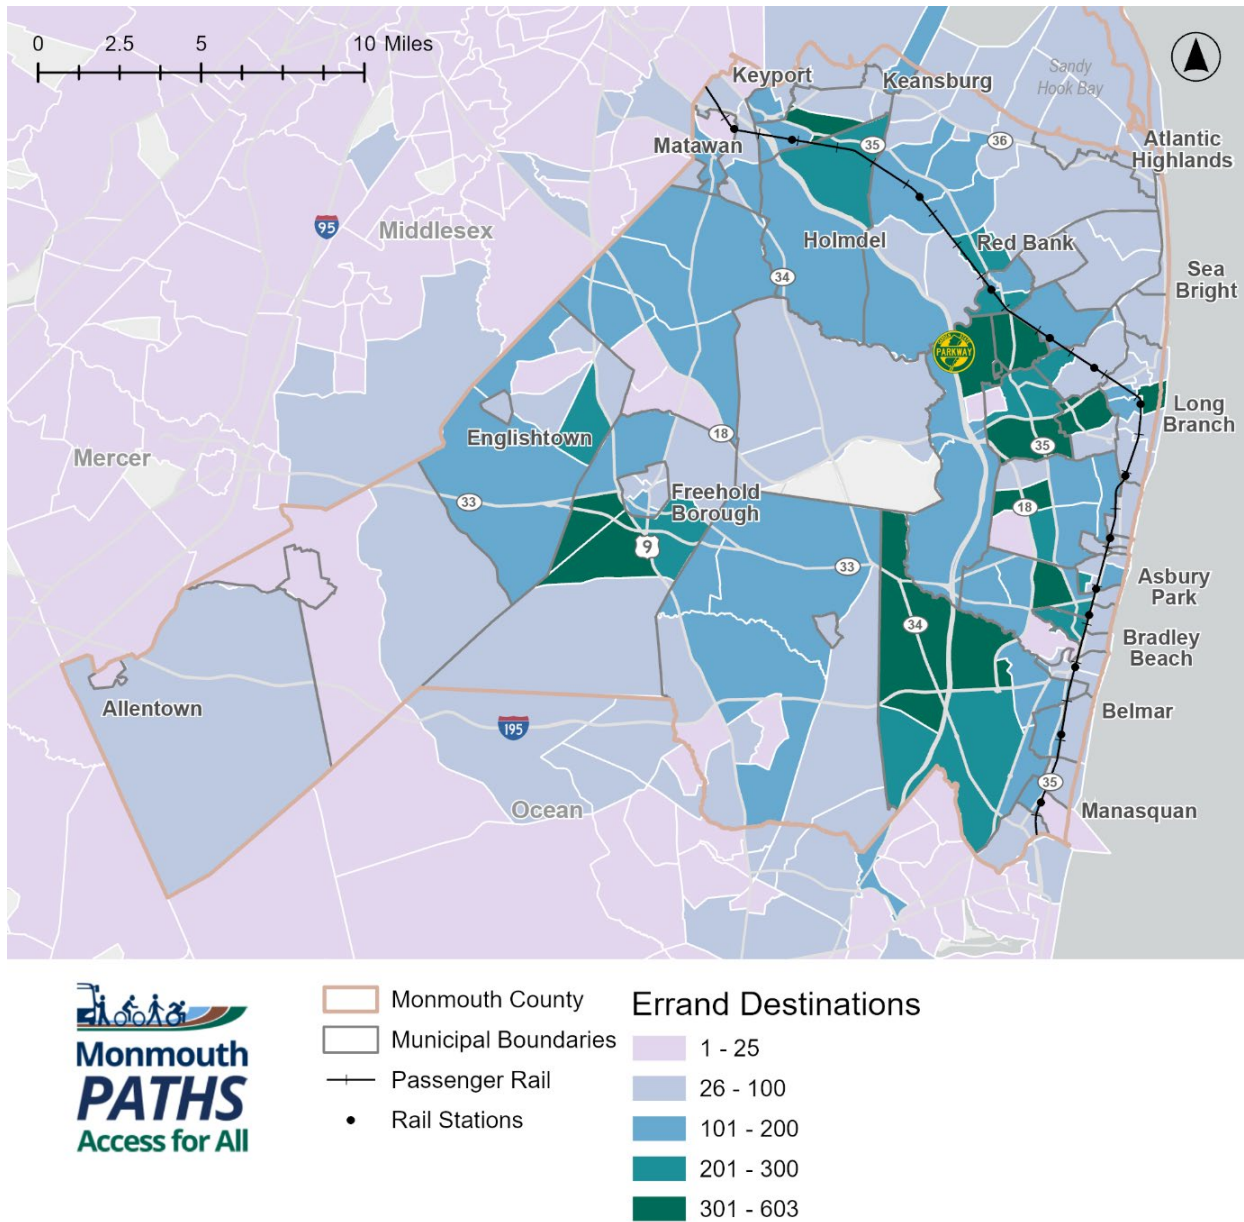 0 2.5 5 10 Miles
Keyport
Keansburg
Sandy
Hook Bay
Matawan
35
36
Atlantic
Highlands
95
Middlesex
Holmdel
Red Bank
34
Sea
Bright
PARKWAY
Long
Branch
Englishtown
18
35
Mercer
33
Freehold
Borough
18
9
33
Asbury
Park
34
Bradley
Beach
Allentown
195
Belmar
35
Ocean
Manasquan
Monmouth
PATHS
Access for All
Monmouth County
Municipal Boundaries
Passenger Rail
Rail Stations
Errand Destinations
1 - 25
26 - 100
101 - 200
201 - 300
301 - 603